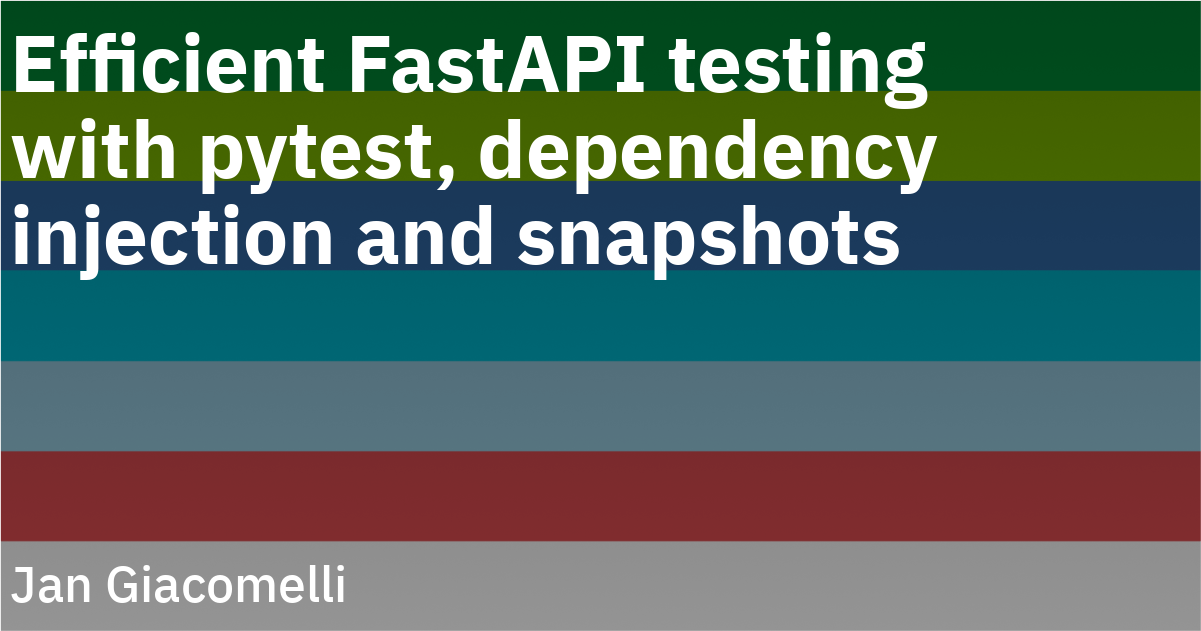 Efficient FastAPI testing
with pytest, dependency
injection and snapshots
Jan Giacomelli